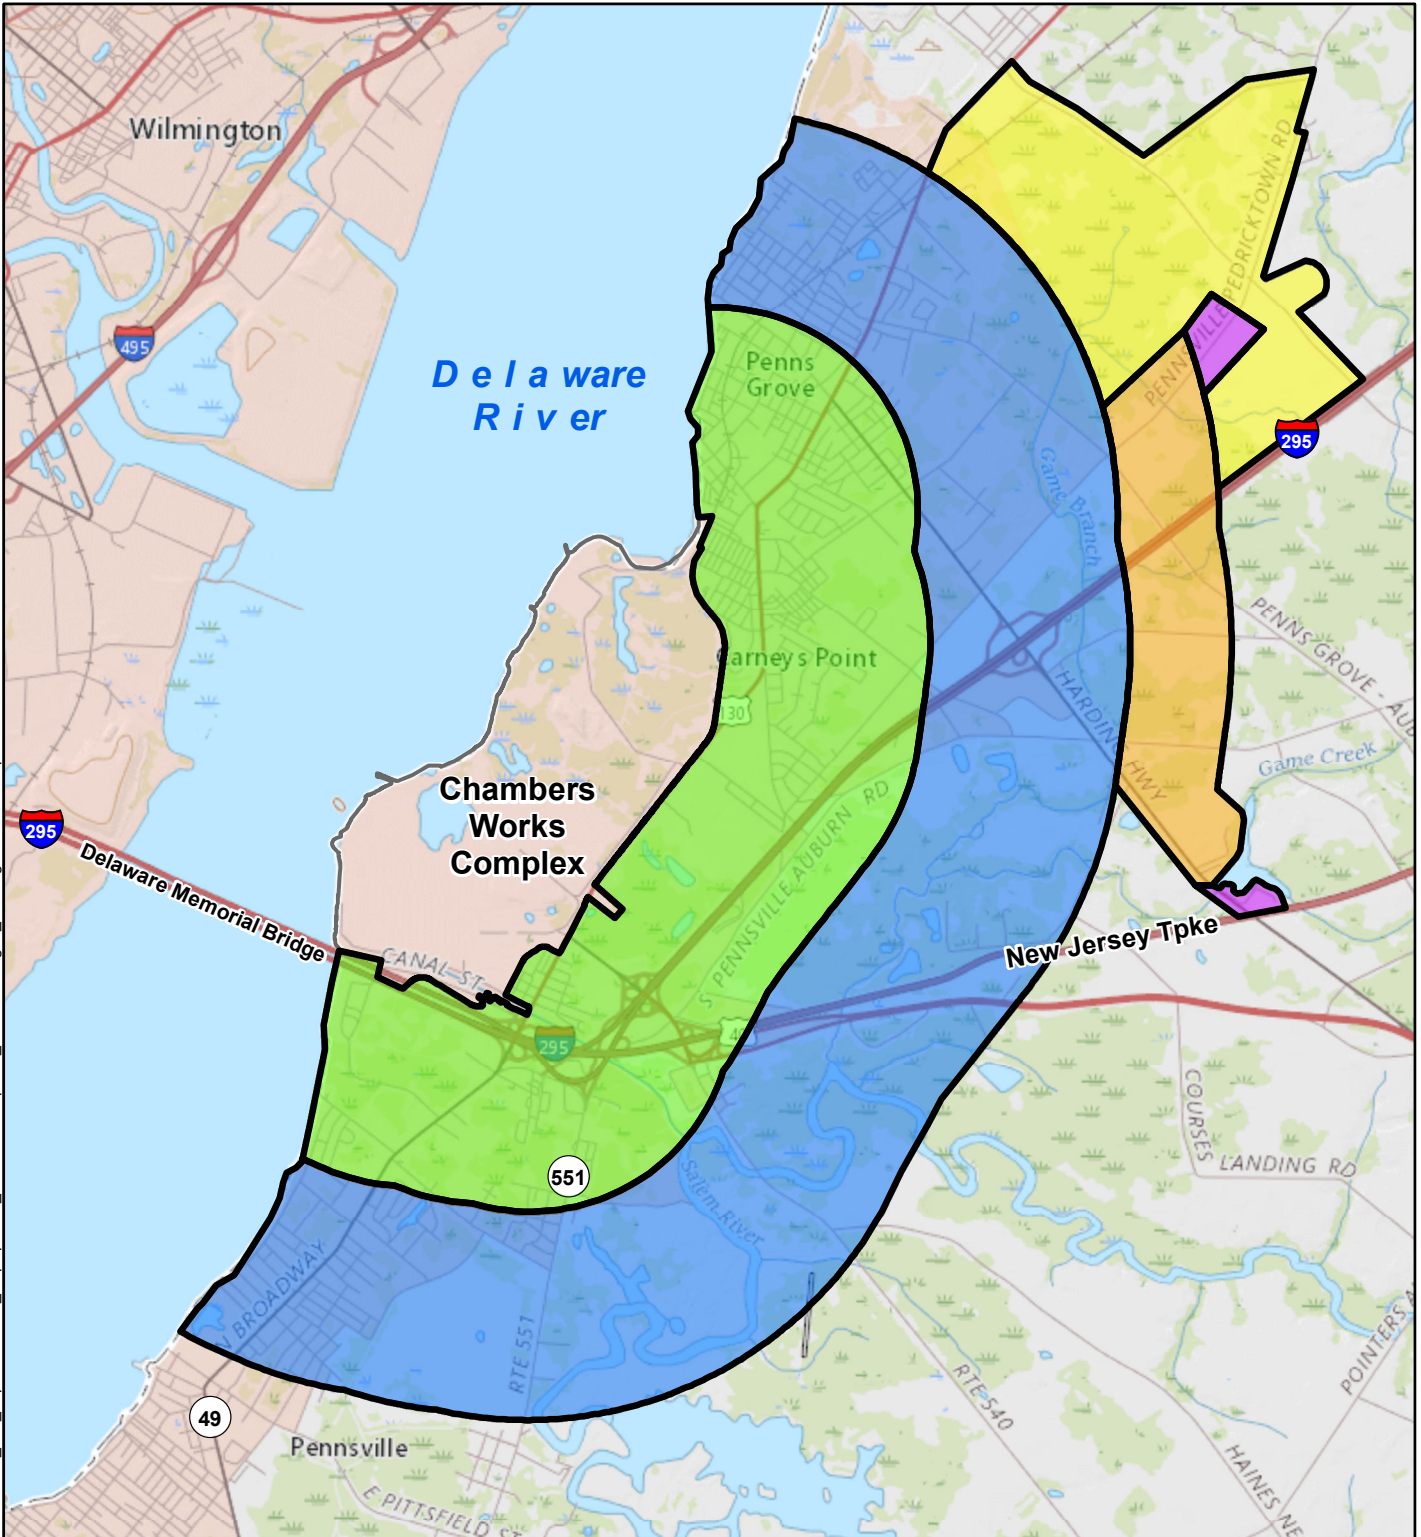 Wilmington
495
Delaware
River
PENNSVILLE PEDRICKTOWN RD
Penns
Grove
295
Game Branch
PENNS GROVE - AUB
Carneys Point
130
HARDING HWY
Game Creek
Chambers
Works
Complex
295
Delaware Memorial Bridge
S PENNSVILLE AUBURN RD
CANAL ST
New Jersey Tpke
295
40
COURSES
LANDING RD
551
Salem River
N BROADWAY
RTE 551
RTE 540
POINTERS A
49
Pennsville
E PITTSFIELD ST
HAINES N